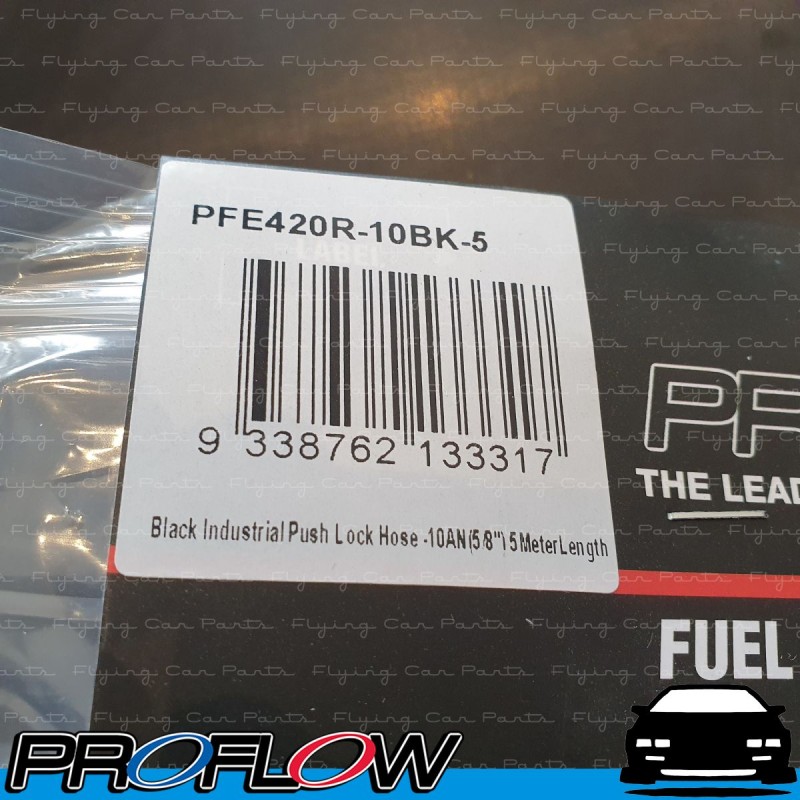 PFE420R-10BK-5
LABEL
9 338762 133317
Black Industrial Push Lock Hose -10AN (5/8") 5 Meter Length
THE LEAD
FUEL
PROFLOW
Flying Car Parts